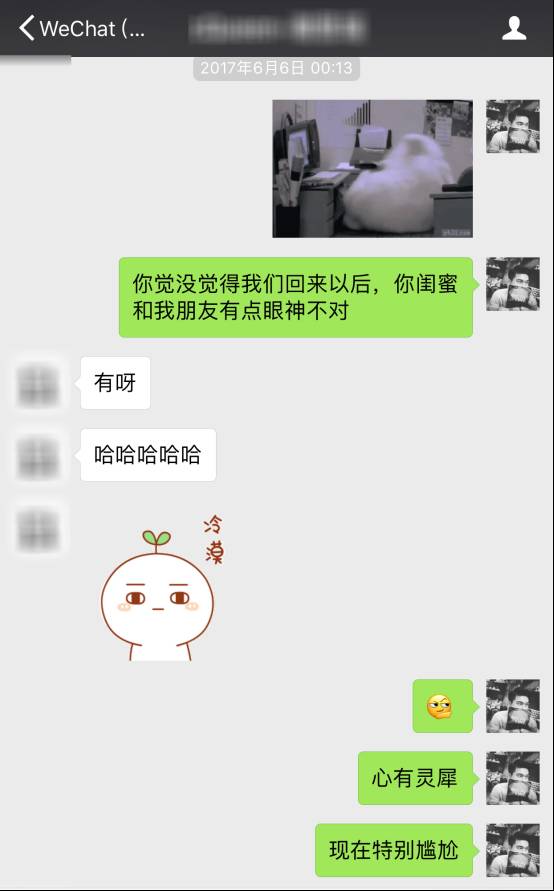 WeChat (...
2017年6月6日 00:13
你觉没觉得我们回来以后，你闺蜜
和我朋友有点眼神不对
有呀
哈哈哈哈哈
冷
漠
心有灵犀
现在特别尴尬